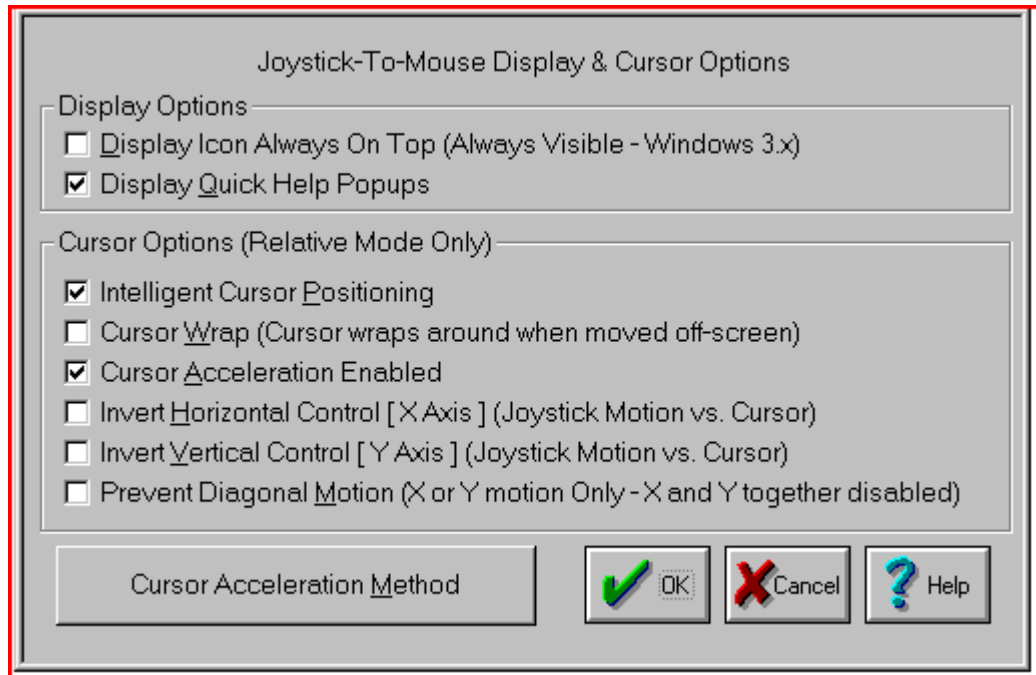 Joystick-To-Mouse Display & Cursor Options
Display Options
Display Icon Always On Top (Always Visible - Windows 3.x)
Display Quick Help Popups
Cursor Options (Relative Mode Only)
Intelligent Cursor Positioning
Cursor Wrap (Cursor wraps around when moved off-screen)
Cursor Acceleration Enabled
Invert Horizontal Control [ X Axis ] (Joystick Motion vs. Cursor)
Invert Vertical Control [ Y Axis ] (Joystick Motion vs. Cursor)
Prevent Diagonal Motion (X or Y motion Only - X and Y together disabled)
Cursor Acceleration Method
OK
Cancel
Help